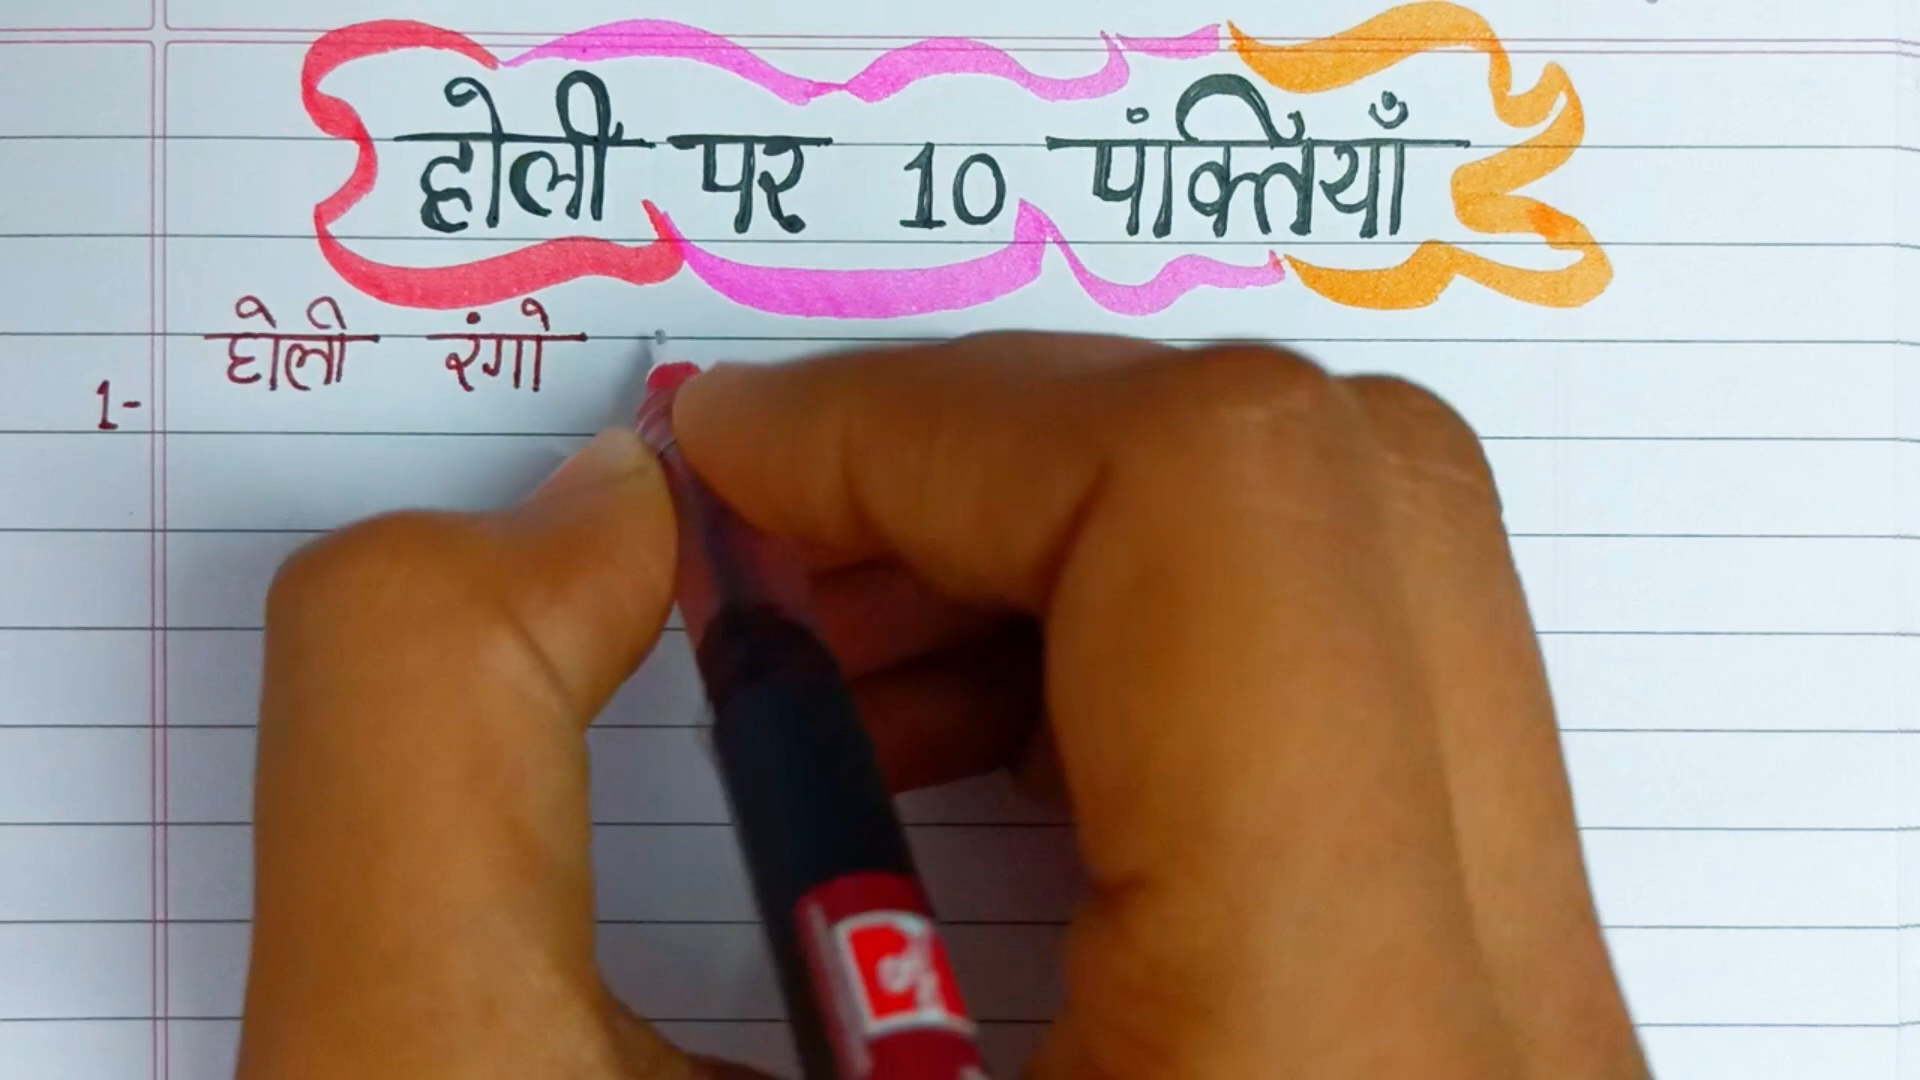 होली पर 10 पंक्तियाँ
1- होली रंगो